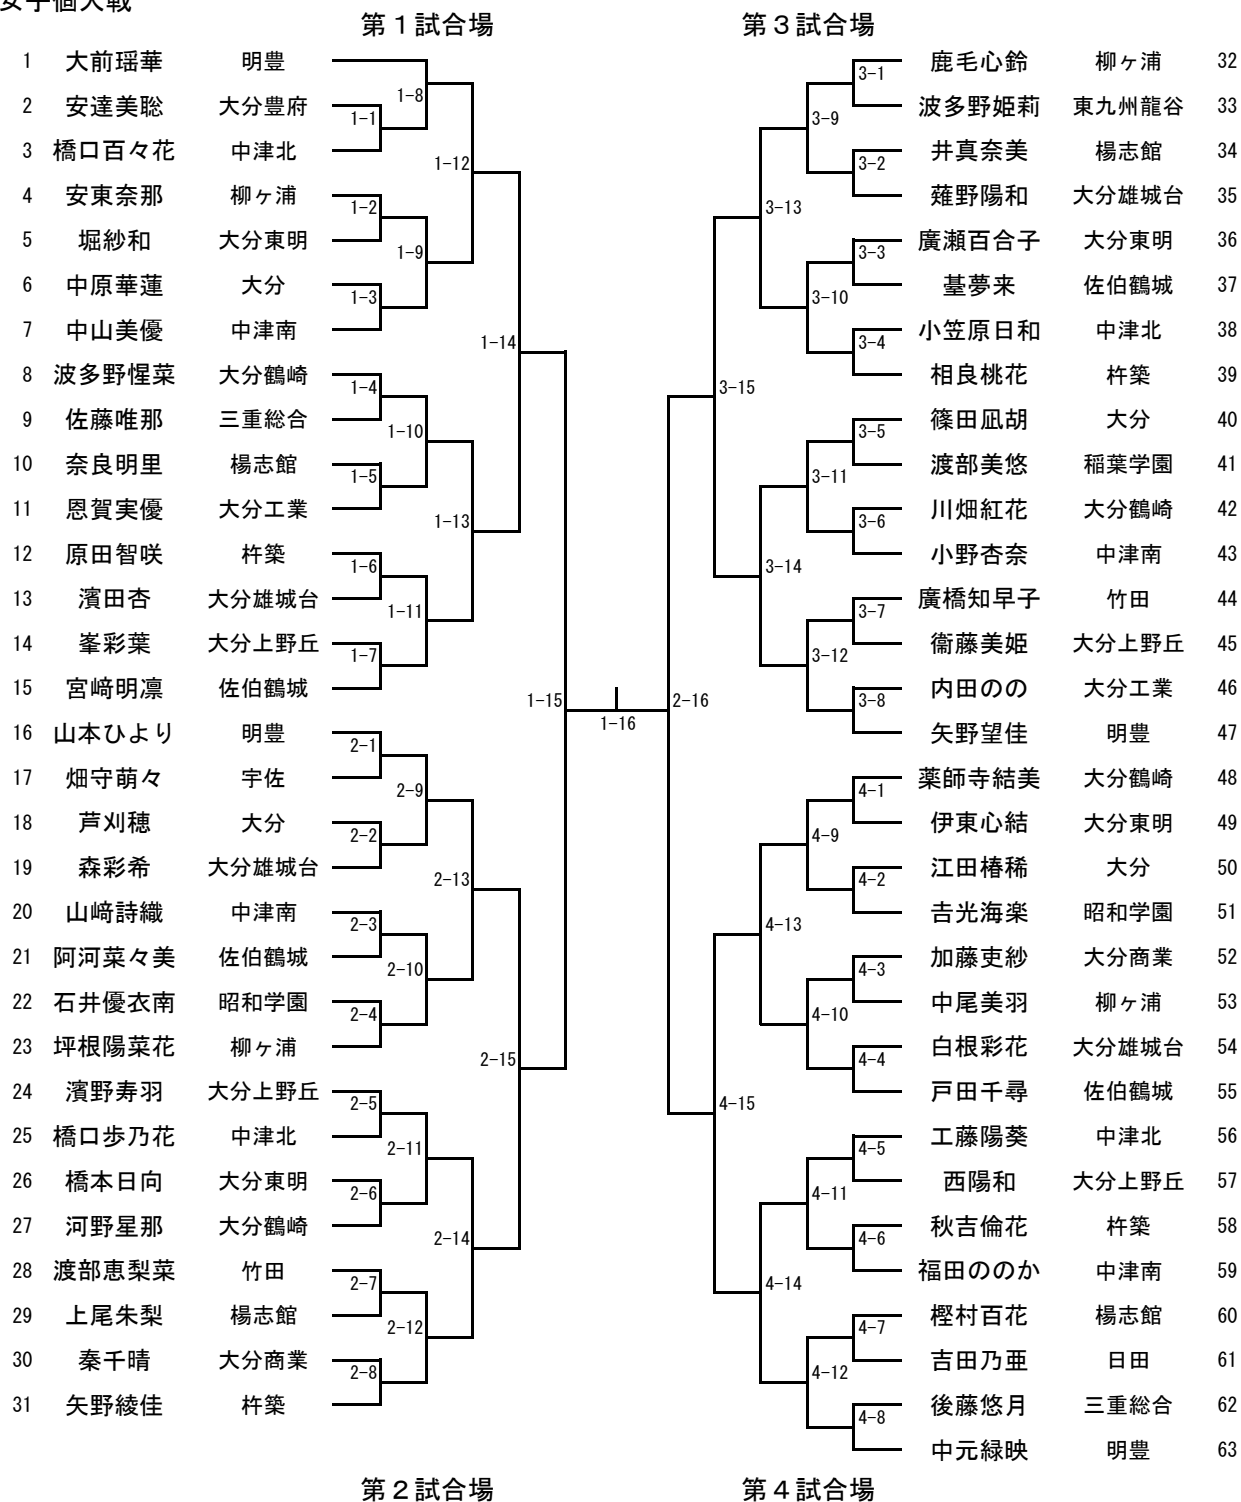 女子個人戦
第１試合場
1 大前瑶華 明豊
2 安達美聡 大分豊府
3 橋口百々花 中津北
4 安東奈那 柳ヶ浦
5 堀紗和 大分東明
6 中原華蓮 大分
7 中山美優 中津南
8 波多野惺菜 大分鶴崎
9 佐藤唯那 三重総合
10 奈良明里 楊志館
11 恩賀実優 大分工業
12 原田智咲 杵築
13 濱田杏 大分雄城台
14 峯彩葉 大分上野丘
15 宮﨑明凛 佐伯鶴城
16 山本ひより 明豊
17 畑守萌々 宇佐
18 芦刈穂 大分
19 森彩希 大分雄城台
20 山﨑詩織 中津南
21 阿河菜々美 佐伯鶴城
22 石井優衣南 昭和学園
23 坪根陽菜花 柳ヶ浦
24 濱野寿羽 大分上野丘
25 橋口歩乃花 中津北
26 橋本日向 大分東明
27 河野星那 大分鶴崎
28 渡部恵梨菜 竹田
29 上尾朱梨 楊志館
30 秦千晴 大分商業
31 矢野綾佳 杵築
第２試合場
1-1
1-2
1-3
1-4
1-5
1-6
1-7
1-8
1-9
1-10
1-11
1-12
1-13
1-14
1-15
1-16
2-1
2-2
2-3
2-4
2-5
2-6
2-7
2-8
2-9
2-10
2-11
2-12
2-13
2-14
2-15
2-16
第３試合場
鹿毛心鈴 柳ヶ浦 32
波多野姫莉 東九州龍谷 33
井真奈美 楊志館 34
薙野陽和 大分雄城台 35
廣瀬百合子 大分東明 36
基夢来 佐伯鶴城 37
小笠原日和 中津北 38
相良桃花 杵築 39
篠田凪胡 大分 40
渡部美悠 稲葉学園 41
川畑紅花 大分鶴崎 42
小野杏奈 中津南 43
廣橋知早子 竹田 44
衞藤美姫 大分上野丘 45
内田のの 大分工業 46
矢野望佳 明豊 47
薬師寺結美 大分鶴崎 48
伊東心結 大分東明 49
江田椿稀 大分 50
𠮷光海楽 昭和学園 51
加藤吏紗 大分商業 52
中尾美羽 柳ヶ浦 53
白根彩花 大分雄城台 54
戸田千尋 佐伯鶴城 55
工藤陽葵 中津北 56
西陽和 大分上野丘 57
秋吉倫花 杵築 58
福田ののか 中津南 59
樫村百花 楊志館 60
吉田乃亜 日田 61
後藤悠月 三重総合 62
中元緑映 明豊 63
第４試合場
3-1
3-2
3-3
3-4
3-5
3-6
3-7
3-8
3-9
3-10
3-11
3-12
3-13
3-14
3-15
4-1
4-2
4-3
4-4
4-5
4-6
4-7
4-8
4-9
4-10
4-11
4-12
4-13
4-14
4-15